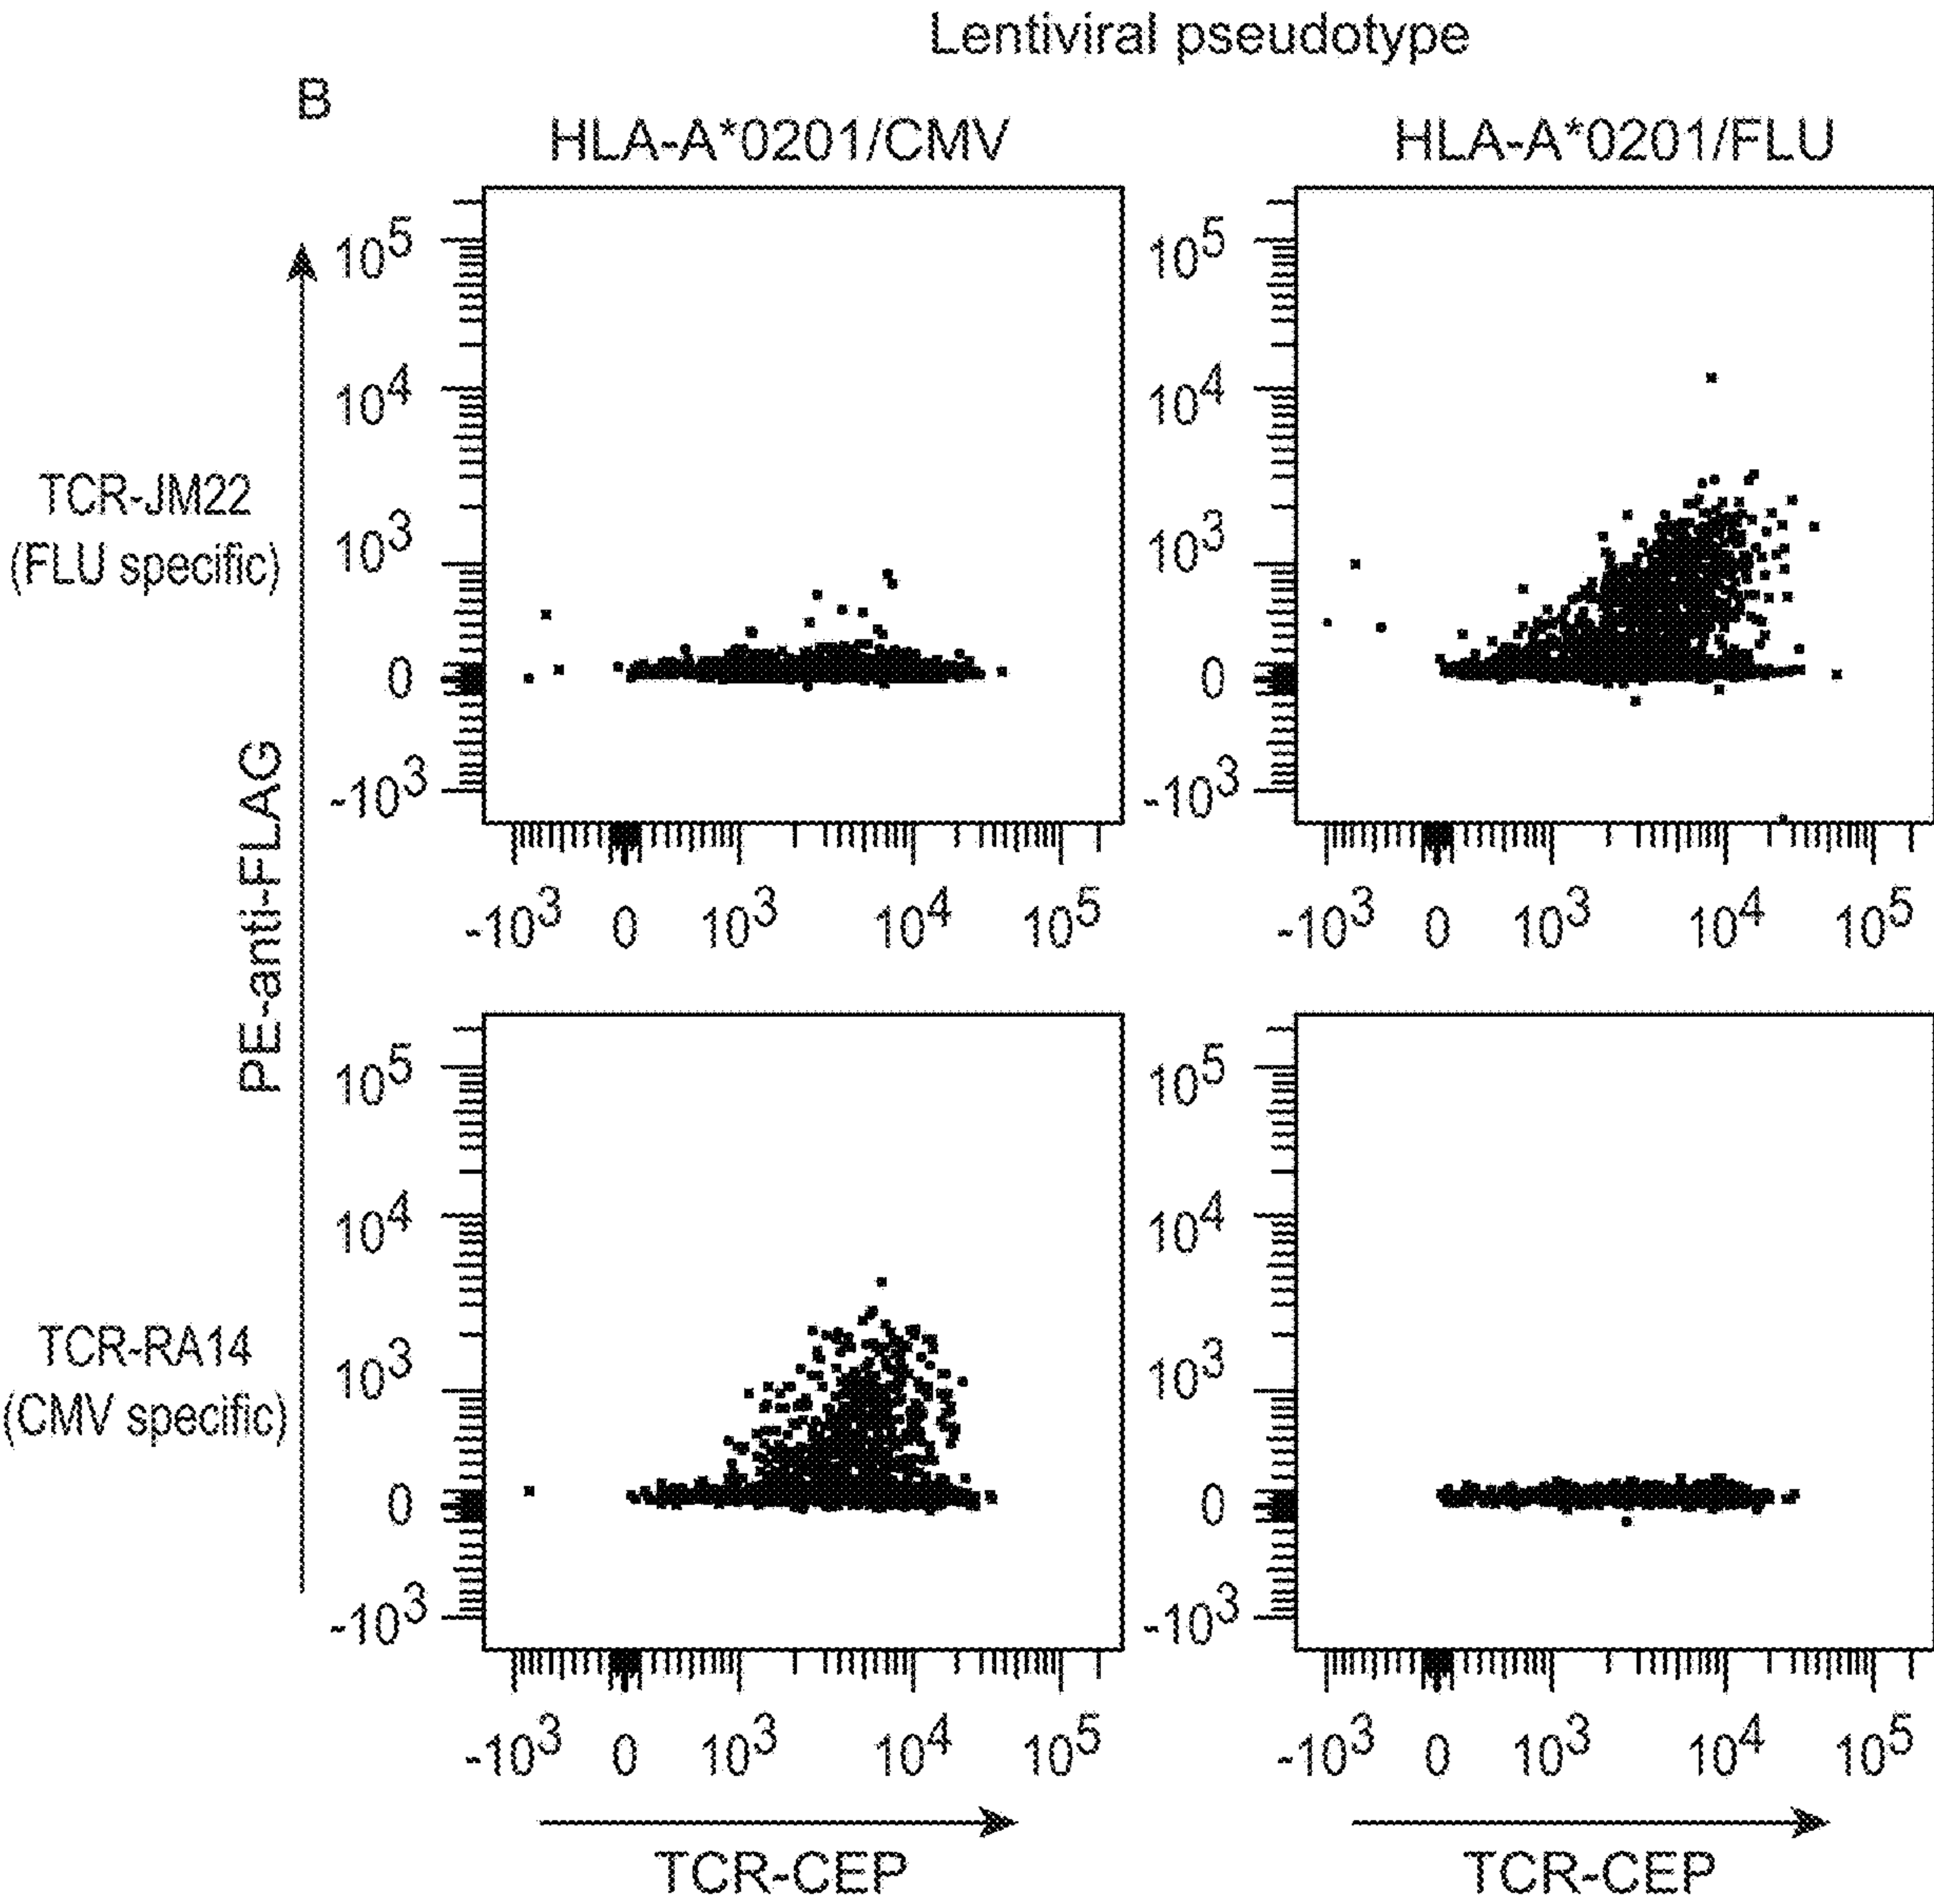 Lentiviral pseudotype
B
HLA-A*0201/CMV
HLA-A*0201/FLU
PE-anti-FLAG
TCR-JM22
(FLU specific)
10^5
10^4
10^3
0
-10^3
-10^3 0 10^3 10^4 10^5
10^5
10^4
10^3
0
-10^3
-10^3 0 10^3 10^4 10^5
TCR-RA14
(CMV specific)
10^5
10^4
10^3
0
-10^3
-10^3 0 10^3 10^4 10^5
10^5
10^4
10^3
0
-10^3
-10^3 0 10^3 10^4 10^5
TCR-CEP
TCR-CEP